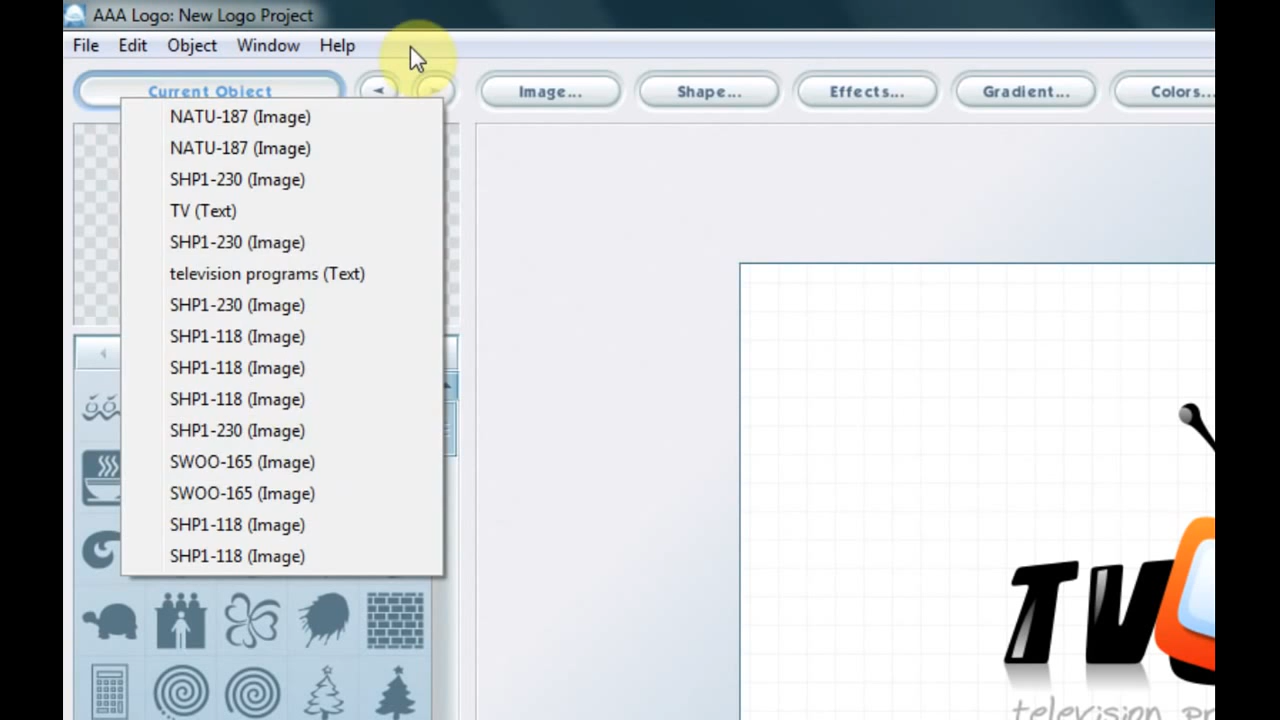 AAA Logo: New Logo Project
File Edit Object Window Help
Current Object Image... Shape... Effects... Gradient... Colors...
NATU-187 (Image)
NATU-187 (Image)
SHP1-230 (Image)
TV (Text)
SHP1-230 (Image)
television programs (Text)
SHP1-230 (Image)
SHP1-118 (Image)
SHP1-118 (Image)
SHP1-118 (Image)
SHP1-230 (Image)
SWOO-165 (Image)
SWOO-165 (Image)
SHP1-118 (Image)
SHP1-118 (Image)
TV
television pr